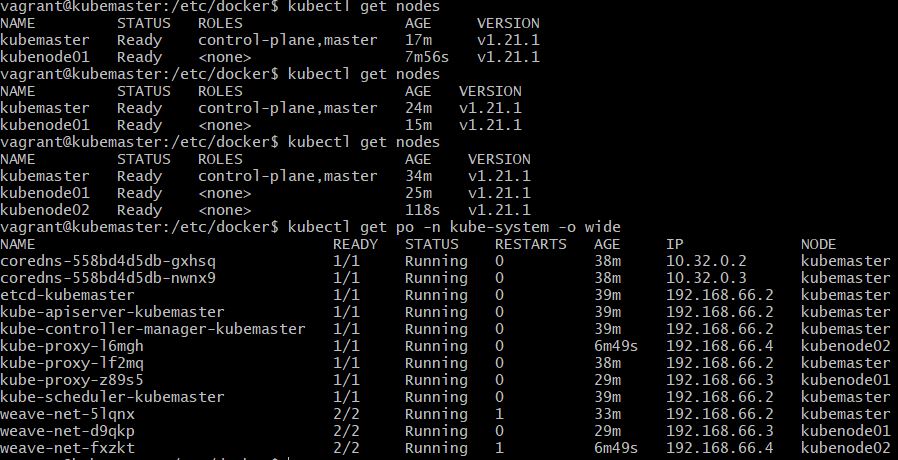 vagrant@kubemaster:/etc/docker$ kubectl get nodes
NAME STATUS ROLES AGE VERSION
kubemaster Ready control-plane,master 17m v1.21.1
kubenode01 Ready <none> 7m56s v1.21.1
vagrant@kubemaster:/etc/docker$ kubectl get nodes
NAME STATUS ROLES AGE VERSION
kubemaster Ready control-plane,master 24m v1.21.1
kubenode01 Ready <none> 15m v1.21.1
vagrant@kubemaster:/etc/docker$ kubectl get nodes
NAME STATUS ROLES AGE VERSION
kubemaster Ready control-plane,master 34m v1.21.1
kubenode01 Ready <none> 25m v1.21.1
kubenode02 Ready <none> 118s v1.21.1
vagrant@kubemaster:/etc/docker$ kubectl get po -n kube-system -o wide
NAME READY STATUS RESTARTS AGE IP NODE
coredns-558bd4d5db-gxhsq 1/1 Running 0 38m 10.32.0.2 kubemaster
coredns-558bd4d5db-nwnx9 1/1 Running 0 38m 10.32.0.3 kubemaster
etcd-kubemaster 1/1 Running 0 39m 192.168.66.2 kubemaster
kube-apiserver-kubemaster 1/1 Running 0 39m 192.168.66.2 kubemaster
kube-controller-manager-kubemaster 1/1 Running 0 39m 192.168.66.2 kubemaster
kube-proxy-l6mgh 1/1 Running 0 6m49s 192.168.66.4 kubenode02
kube-proxy-lf2mq 1/1 Running 0 38m 192.168.66.2 kubemaster
kube-proxy-z89s5 1/1 Running 0 29m 192.168.66.3 kubenode01
kube-scheduler-kubemaster 1/1 Running 0 39m 192.168.66.2 kubemaster
weave-net-5lqnx 2/2 Running 1 33m 192.168.66.2 kubemaster
weave-net-d9qkp 2/2 Running 0 29m 192.168.66.3 kubenode01
weave-net-fxzkt 2/2 Running 1 6m49s 192.168.66.4 kubenode02